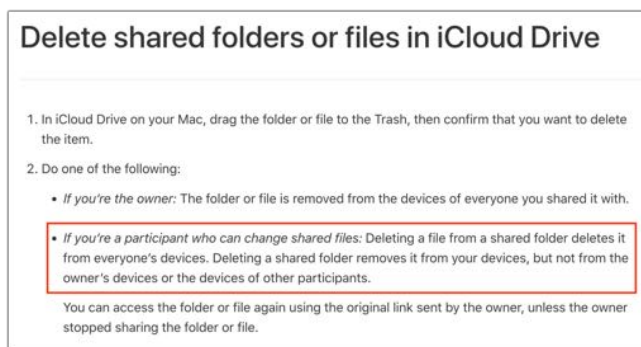 Delete shared folders or files in iCloud Drive
1. In iCloud Drive on your Mac, drag the folder or file to the Trash, then confirm that you want to delete
the item.
2. Do one of the following:
• If you're the owner: The folder or file is removed from the devices of everyone you shared it with.
• If you're a participant who can change shared files: Deleting a file from a shared folder deletes it
from everyone's devices. Deleting a shared folder removes it from your devices, but not from the
owner's devices or the devices of other participants.
You can access the folder or file again using the original link sent by the owner, unless the owner
stopped sharing the folder or file.